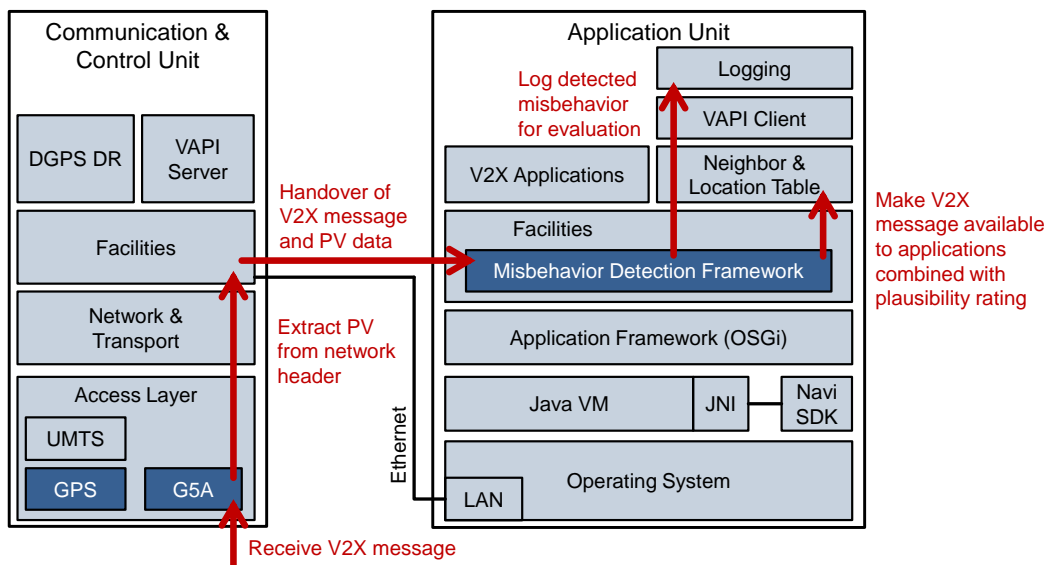 Communication &
Control Unit
DGPS DR
VAPI
Server
Facilities
Network &
Transport
Access Layer
UMTS
GPS
G5A
Receive V2X message
Extract PV
from network
header
Handover of
V2X message
and PV data
Ethernet
Application Unit
Logging
Log detected
misbehavior
for evaluation
VAPI Client
V2X Applications
Neighbor &
Location Table
Facilities
Misbehavior Detection Framework
Make V2X
message available
to applications
combined with
plausibility rating
Application Framework (OSGi)
Java VM
JNI
Navi
SDK
Operating System
LAN